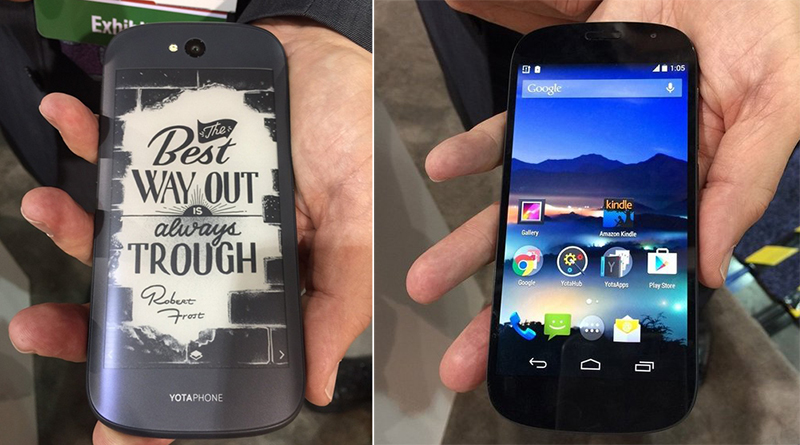 Exhibi
The
Best
WAY OUT
IS
always
TROUGH
Robert
Frost
YOTAPHONE
1:05
Google
kindle
Gallery
Amazon Kindle
Google
YotaHub
YotaApps
Play Store